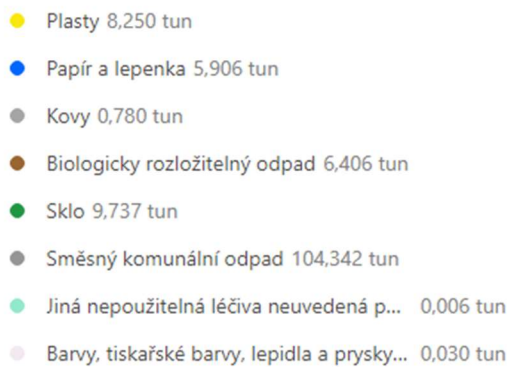 Plasty 8,250 tun
Papír a lepenka 5,906 tun
Kovy 0,780 tun
Biologicky rozložitelný odpad 6,406 tun
Sklo 9,737 tun
Směsný komunální odpad 104,342 tun
Jiná nepoužitelná léčiva neuvedená p... 0,006 tun
Barvy, tiskařské barvy, lepidla a prysky... 0,030 tun